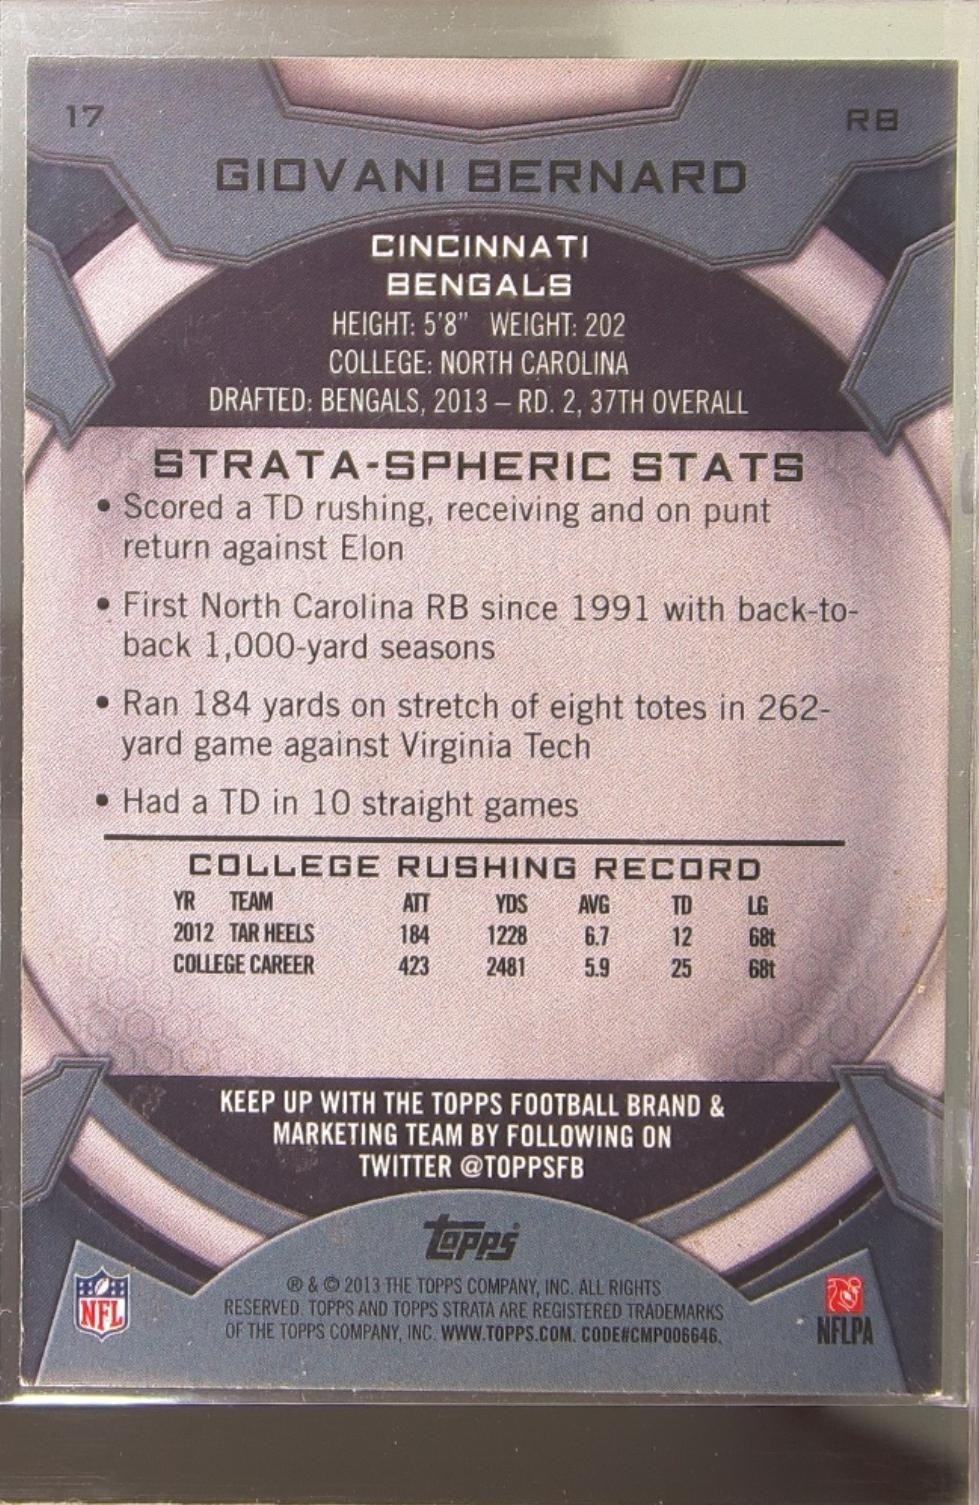 17 RB
GIOVANI BERNARD
CINCINNATI
BENGALS
HEIGHT: 5'8" WEIGHT: 202
COLLEGE: NORTH CAROLINA
DRAFTED: BENGALS, 2013 – RD. 2, 37TH OVERALL
STRATA-SPHERIC STATS
• Scored a TD rushing, receiving and on punt
return against Elon
• First North Carolina RB since 1991 with back-to-
back 1,000-yard seasons
• Ran 184 yards on stretch of eight totes in 262-
yard game against Virginia Tech
• Had a TD in 10 straight games
COLLEGE RUSHING RECORD
YR TEAM ATT YDS AVG TD LG
2012 TAR HEELS 184 1228 6.7 12 68t
COLLEGE CAREER 423 2481 5.9 25 68t
KEEP UP WITH THE TOPPS FOOTBALL BRAND &
MARKETING TEAM BY FOLLOWING ON
TWITTER @TOPPSFB
topps
® & © 2013 THE TOPPS COMPANY, INC. ALL RIGHTS
RESERVED. TOPPS AND TOPPS STRATA ARE REGISTERED TRADEMARKS
OF THE TOPPS COMPANY, INC. WWW.TOPPS.COM. CODE#CMP006646.
NFL
NFLPA